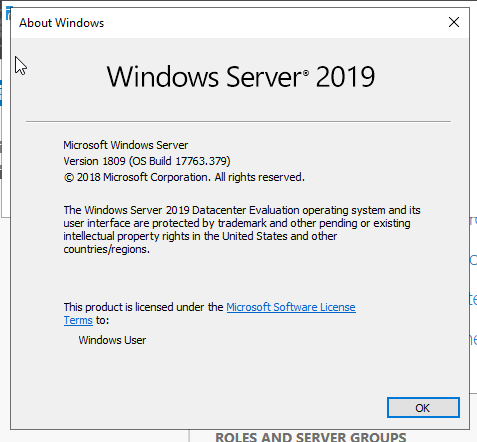 About Windows
Windows Server® 2019
Microsoft Windows Server
Version 1809 (OS Build 17763.379)
© 2018 Microsoft Corporation. All rights reserved.
The Windows Server 2019 Datacenter Evaluation operating system and its
user interface are protected by trademark and other pending or existing
intellectual property rights in the United States and other
countries/regions.
This product is licensed under the Microsoft Software License
Terms to:
Windows User
OK
ROLES AND SERVER GROUPS